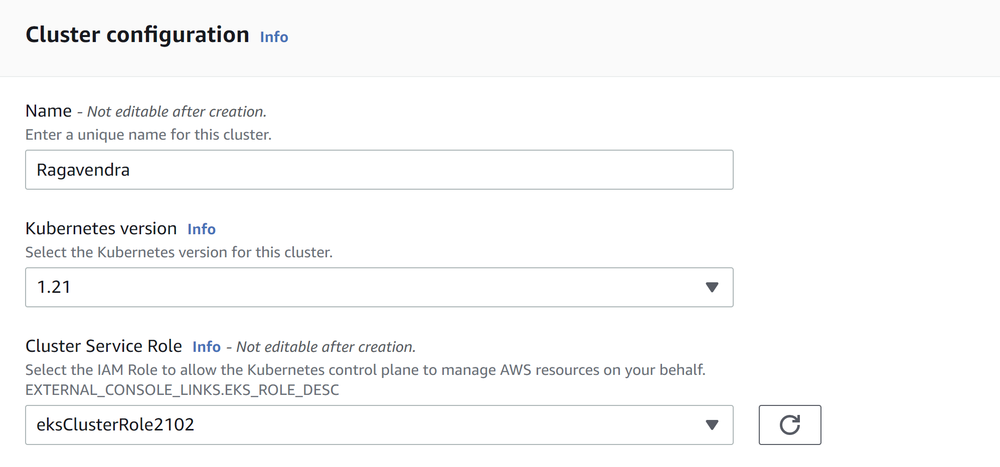 Cluster configuration Info
Name - Not editable after creation.
Enter a unique name for this cluster.
Ragavendra
Kubernetes version Info
Select the Kubernetes version for this cluster.
1.21
Cluster Service Role Info - Not editable after creation.
Select the IAM Role to allow the Kubernetes control plane to manage AWS resources on your behalf.
EXTERNAL_CONSOLE_LINKS.EKS_ROLE_DESC
eksClusterRole2102